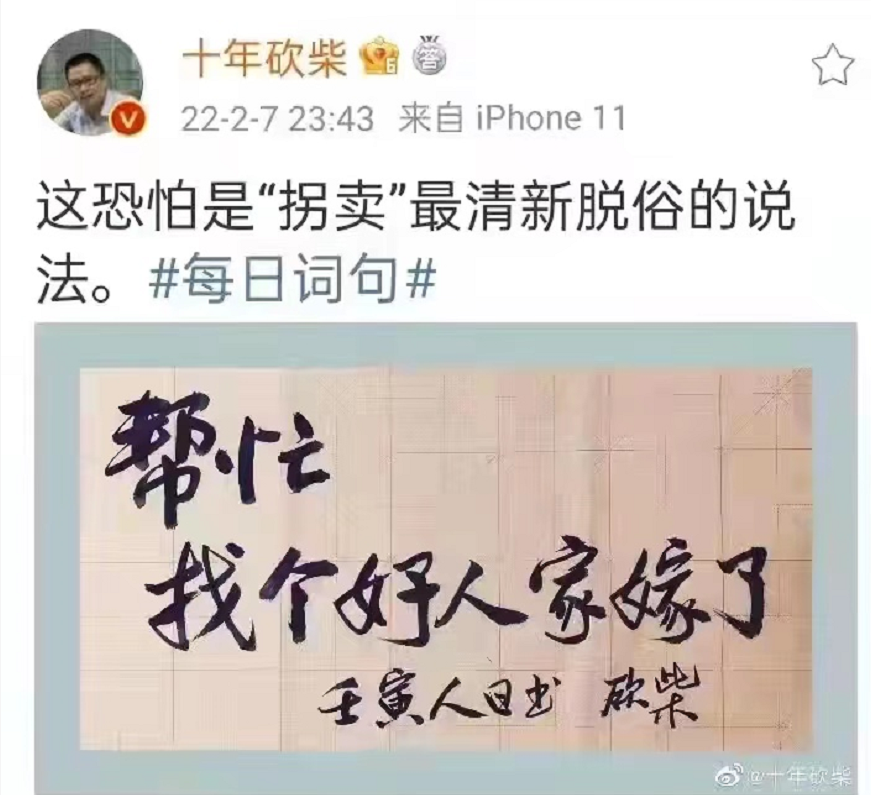 十年砍柴
22-2-7 23:43 来自 iPhone 11
这恐怕是“拐卖”最清新脱俗的说
法。#每日词句#
帮忙
找个好人家嫁了
壬寅人日书 砍柴
@十年砍柴